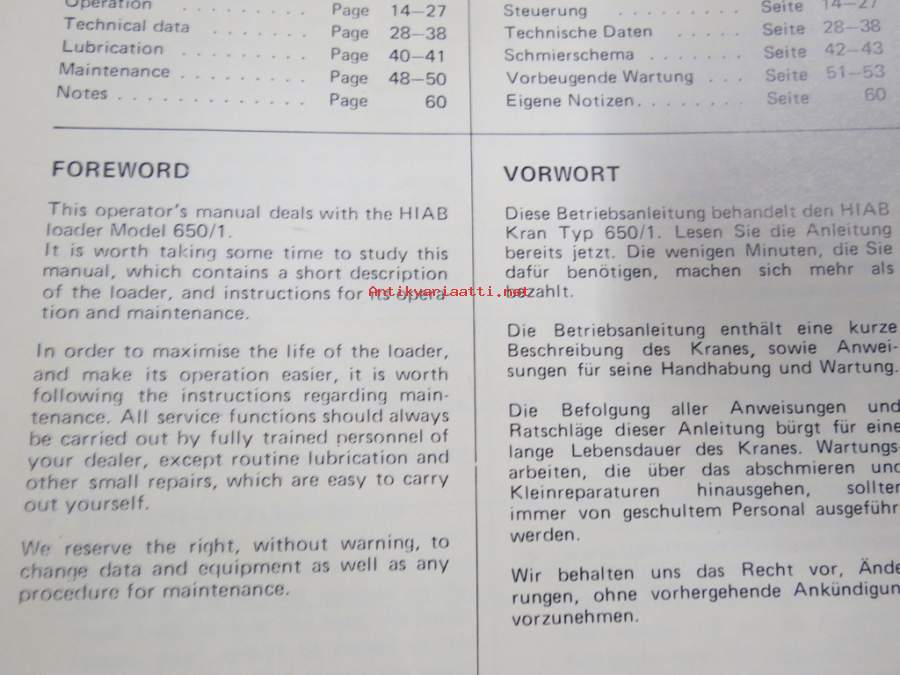 Operation . . . . . . . . . Page 14—27
Technical data . . . . . . . Page 28—38
Lubrication . . . . . . . . Page 40—41
Maintenance . . . . . . . . Page 48—50
Notes . . . . . . . . . . . . Page 60
FOREWORD
This operator's manual deals with the HIAB
loader Model 650/1.
It is worth taking some time to study this
manual, which contains a short description
of the loader, and instructions for its opera
tion and maintenance.
In order to maximise the life of the loader,
and make its operation easier, it is worth
following the instructions regarding main-
tenance. All service functions should always
be carried out by fully trained personnel of
your dealer, except routine lubrication and
other small repairs, which are easy to carry
out yourself.
We reserve the right, without warning, to
change data and equipment as well as any
procedure for maintenance.
Steuerung . . . . . . . . . Seite 14—27
Technische Daten . . . . . Seite 28—38
Schmierschema . . . . . . . Seite 42—43
Vorbeugende Wartung . . . Seite 51—53
Eigene Notizen . . . . . . . . Seite 60
VORWORT
Diese Betriebsanleitung behandelt den HIAB
Kran Typ 650/1. Lesen Sie die Anleitung
bereits jetzt. Die wenigen Minuten, die Sie
dafür benötigen, machen sich mehr als
bezahlt.
Die Betriebsanleitung enthält eine kurze
Beschreibung des Kranes, sowie Anwei-
sungen für seine Handhabung und Wartung.
Die Befolgung aller Anweisungen und
Ratschläge dieser Anleitung bürgt für eine
lange Lebensdauer des Kranes. Wartungs-
arbeiten, die über das abschmieren und
Kleinreparaturen hinausgehen, sollten
immer von geschultem Personal ausgeführ
werden.
Wir behalten uns das Recht vor, Ände
rungen, ohne vorhergehende Ankündigun
vorzunehmen.
Antikvariaatti.net